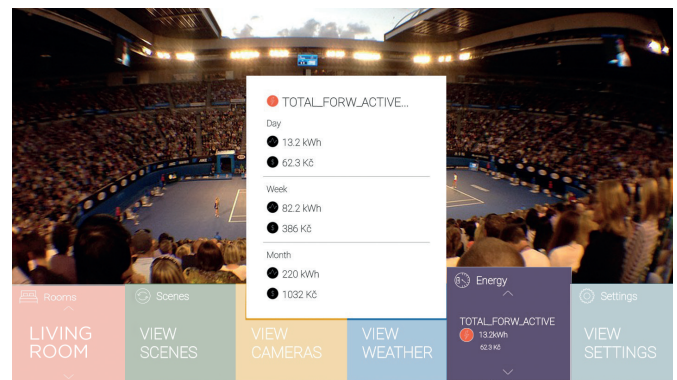 TOTAL_FORW_ACTIVE...
Day
13.2 kWh
62.3 Kč
Week
82.2 kWh
386 Kč
Month
220 kWh
1032 Kč
Rooms
LIVING
ROOM
Scenes
VIEW
SCENES
VIEW
CAMERAS
VIEW
WEATHER
Energy
TOTAL_FORW_ACTIVE
13.2kWh
62.3 Kč
Settings
VIEW
SETTINGS